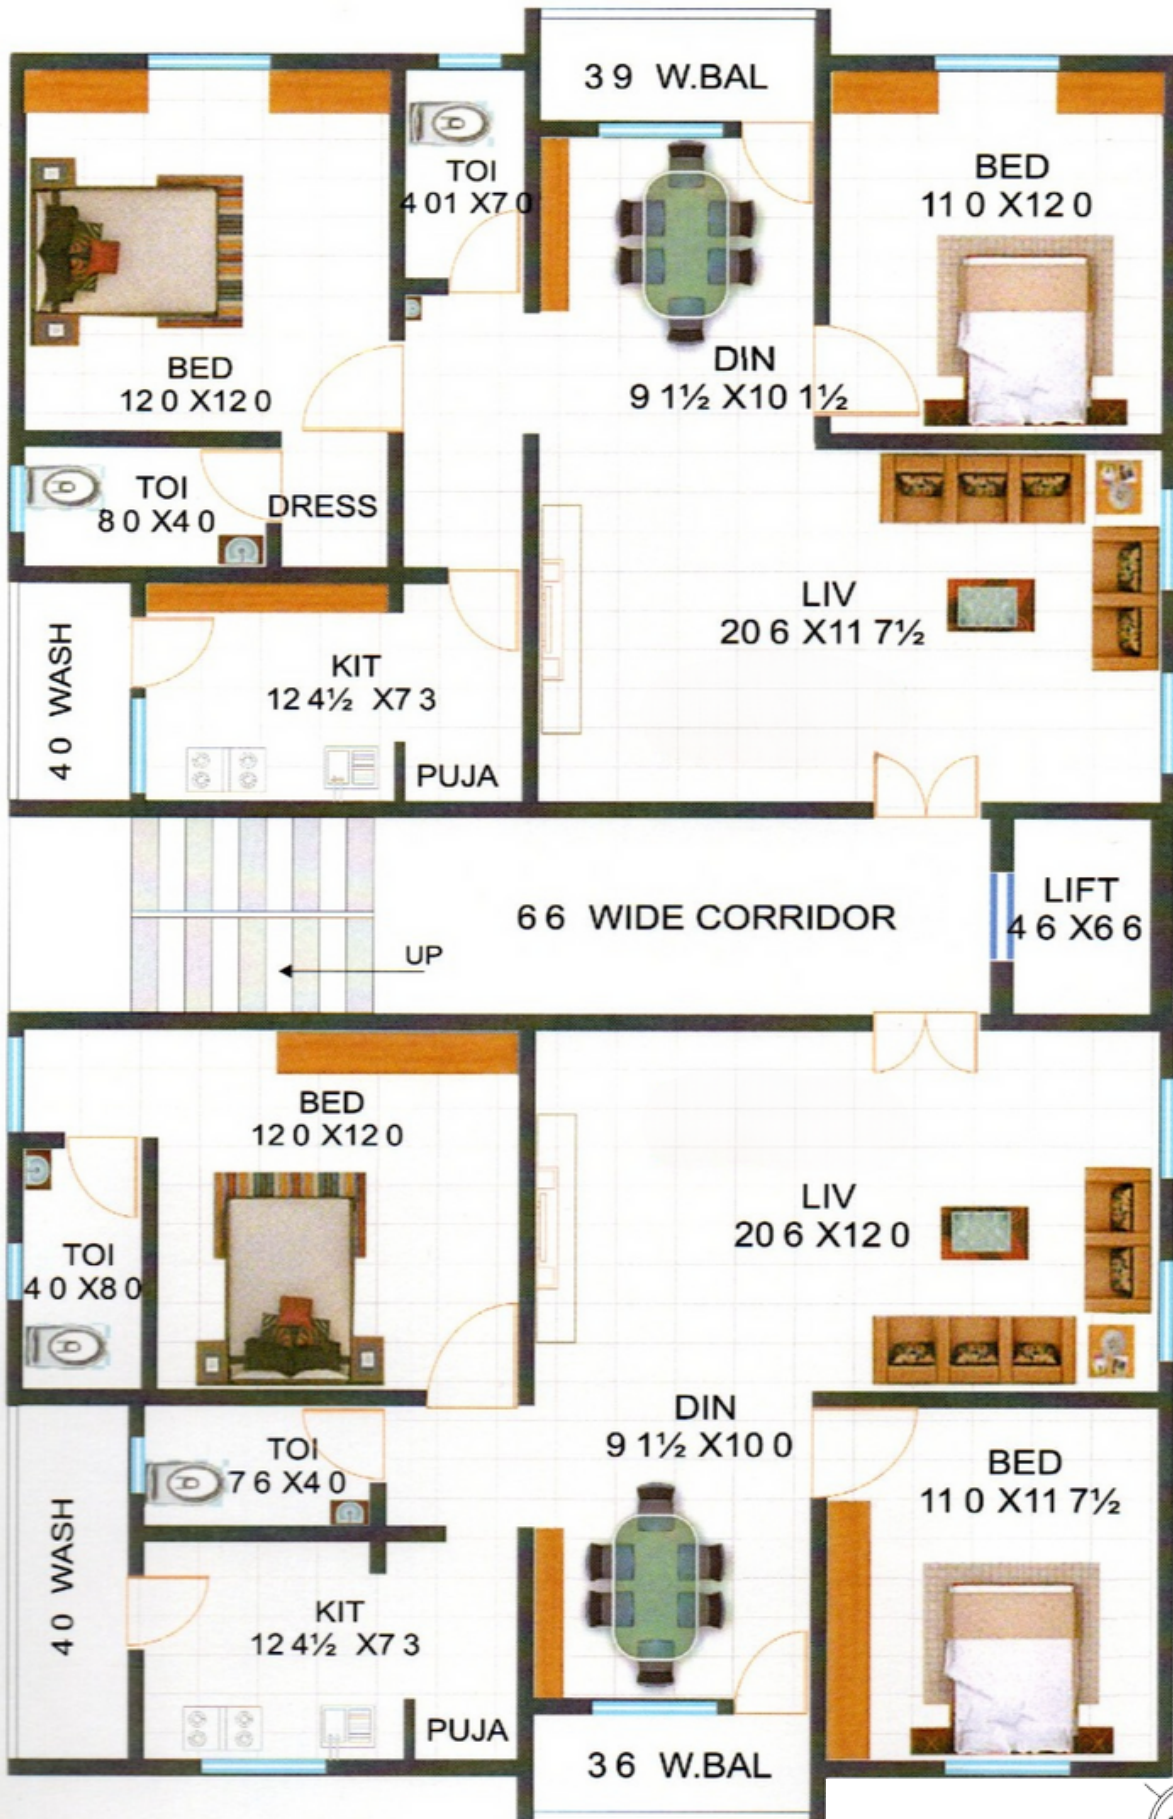 3 9 W.BAL
TOI
4 01 X7 0
BED
11 0 X12 0
BED
12 0 X12 0
DIN
9 1½ X10 1½
TOI
8 0 X4 0
DRESS
LIV
20 6 X11 7½
4 0 WASH
KIT
12 4½ X7 3
PUJA
6 6 WIDE CORRIDOR
LIFT
4 6 X6 6
UP
BED
12 0 X12 0
LIV
20 6 X12 0
TOI
4 0 X8 0
DIN
9 1½ X10 0
TOI
7 6 X4 0
BED
11 0 X11 7½
4 0 WASH
KIT
12 4½ X7 3
PUJA
3 6 W.BAL